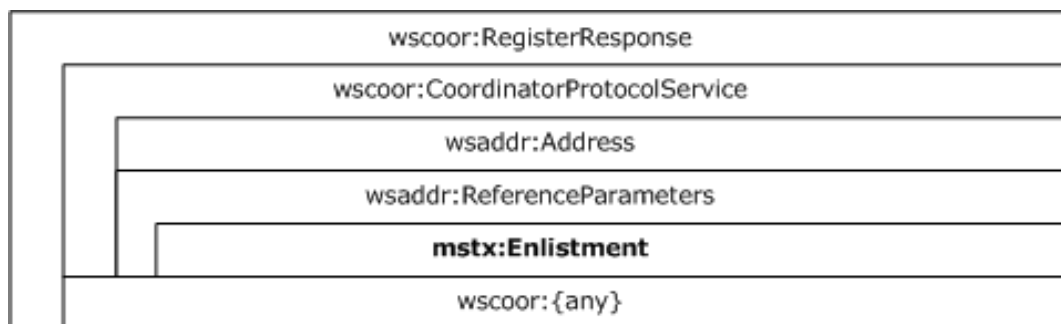 wscoor:RegisterResponse
wscoor:CoordinatorProtocolService
wsaddr:Address
wsaddr:ReferenceParameters
mstx:Enlistment
wscoor:{any}